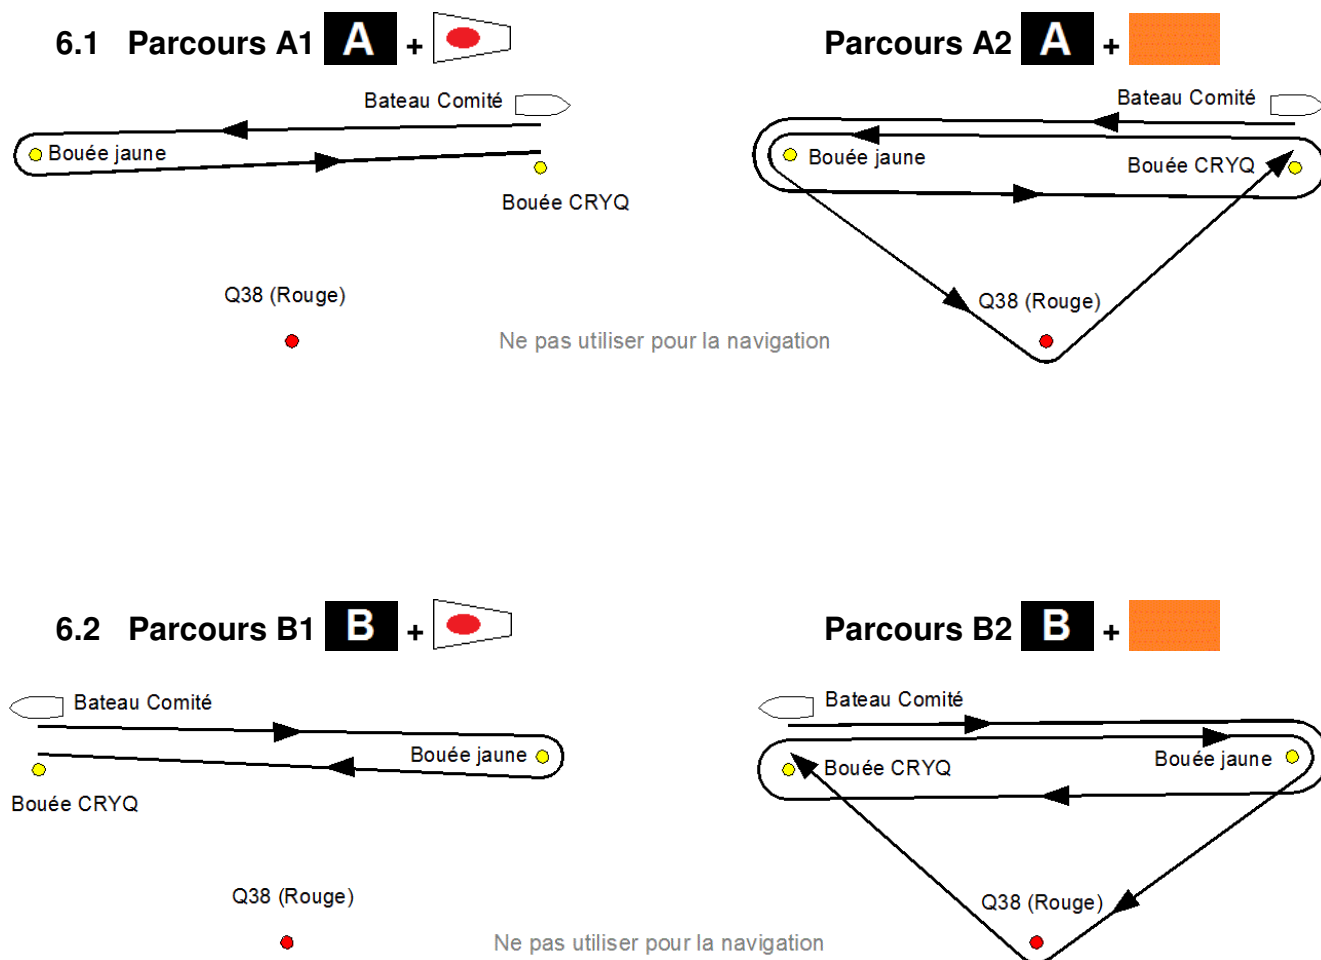 6.1 Parcours A1 A +
Parcours A2 A +
Bateau Comité
Bouée jaune
Bouée CRYQ
Q38 (Rouge)
Bateau Comité
Bouée jaune
Bouée CRYQ
Q38 (Rouge)
Ne pas utiliser pour la navigation
6.2 Parcours B1 B +
Parcours B2 B +
Bateau Comité
Bouée jaune
Bouée CRYQ
Q38 (Rouge)
Bateau Comité
Bouée CRYQ
Bouée jaune
Q38 (Rouge)
Ne pas utiliser pour la navigation